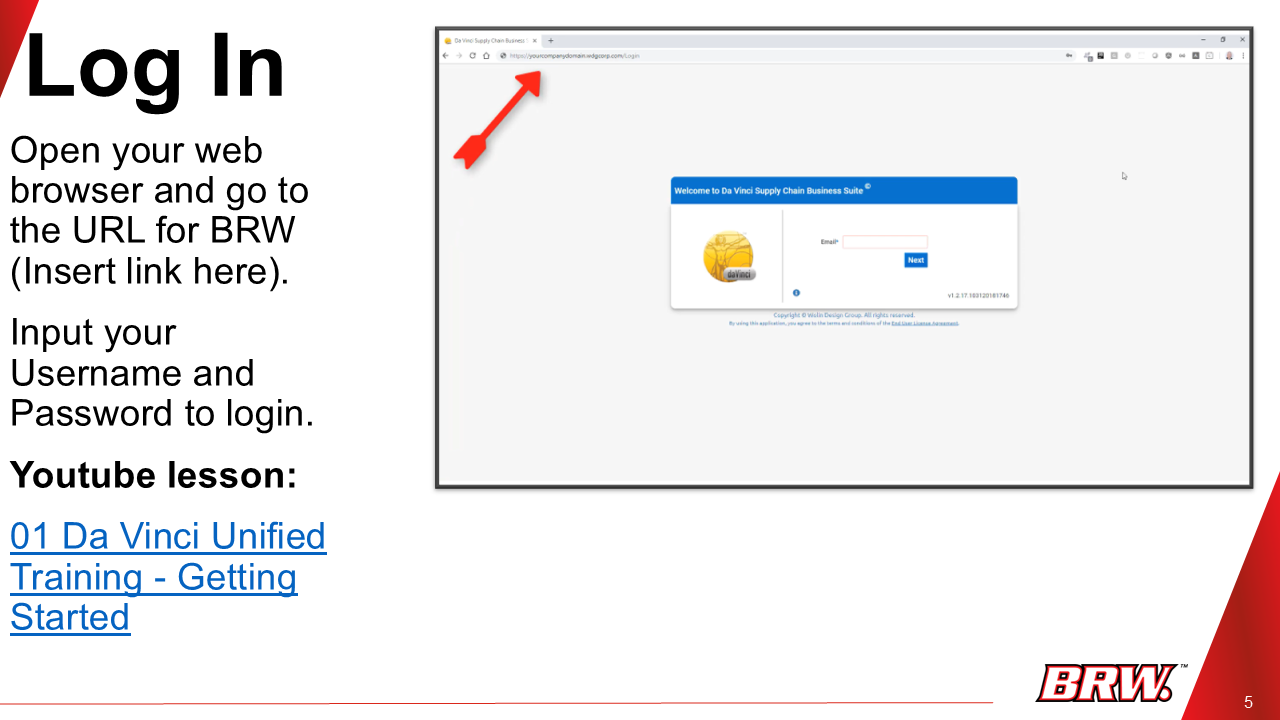 Log In
Open your web
browser and go to
the URL for BRW
(Insert link here).
Input your
Username and
Password to login.
Youtube lesson:
01 Da Vinci Unified
Training - Getting
Started
Da Vinci Supply Chain Business
https://yourcompanydomain.wdgcorp.com/Login
Welcome to Da Vinci Supply Chain Business Suite ©
daVinci
Email*
Next
v1.2.17.103120181746
Copyright © Wolin Design Group. All rights reserved.
By using this application, you agree to the terms and conditions of the End User License Agreement.
BRW.™
5